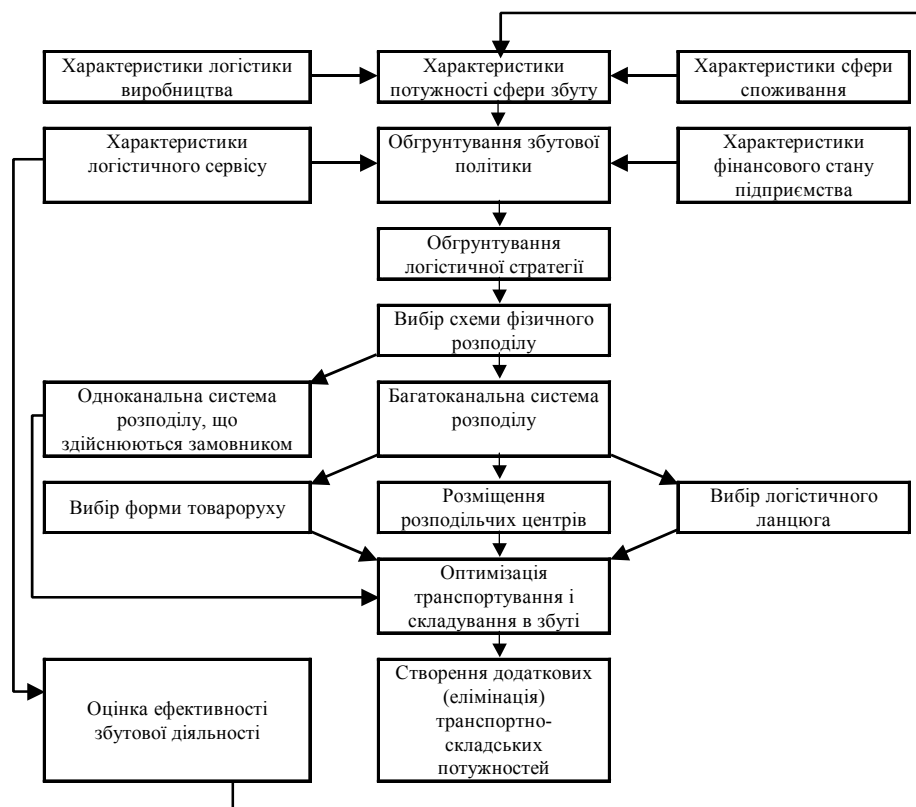 Характеристики логістики
виробництва
Характеристики
потужності сфери збуту
Характеристики сфери
споживання
Характеристики
логістичного сервісу
Обгрунтування збутової
політики
Характеристики
фінансового стану
підприємства
Обгрунтування
логістичної стратегії
Вибір схеми фізичного
розподілу
Одноканальна система
розподілу, що
здійснюються замовником
Багатоканальна система
розподілу
Вибір форми товароруху
Розміщення
розподільчих центрів
Вибір логістичного
ланцюга
Оптимізація
транспортування і
складування в збуті
Оцінка ефективності
збутової діяльності
Створення додаткових
(елімінація)
транспортно-
складських
потужностей